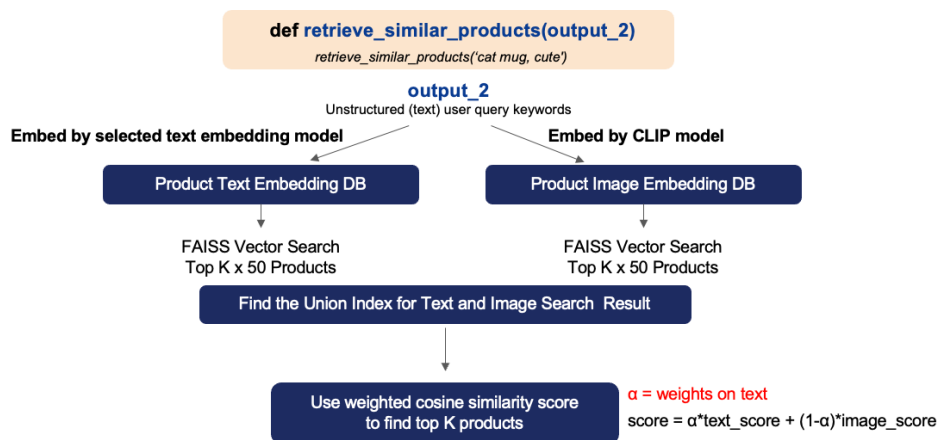 def retrieve_similar_products(output_2)
retrieve_similar_products('cat mug, cute')
output_2
Unstructured (text) user query keywords
Embed by selected text embedding model
Embed by CLIP model
Product Text Embedding DB
Product Image Embedding DB
FAISS Vector Search
Top K x 50 Products
FAISS Vector Search
Top K x 50 Products
Find the Union Index for Text and Image Search Result
Use weighted cosine similarity score
to find top K products
α = weights on text
score = α*text_score + (1-α)*image_score